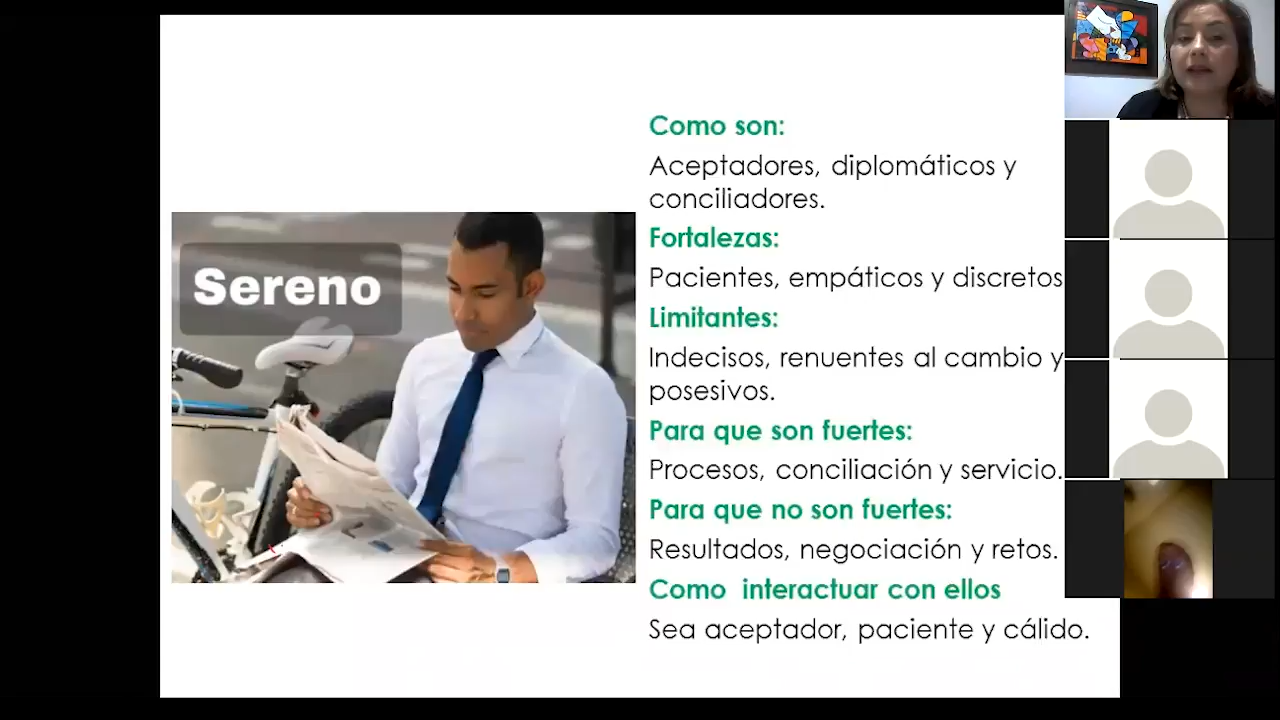 Sereno
Como son:
Aceptadores, diplomáticos y
conciliadores.
Fortalezas:
Pacientes, empáticos y discretos
Limitantes:
Indecisos, renuentes al cambio y
posesivos.
Para que son fuertes:
Procesos, conciliación y servicio.
Para que no son fuertes:
Resultados, negociación y retos.
Como interactuar con ellos
Sea aceptador, paciente y cálido.